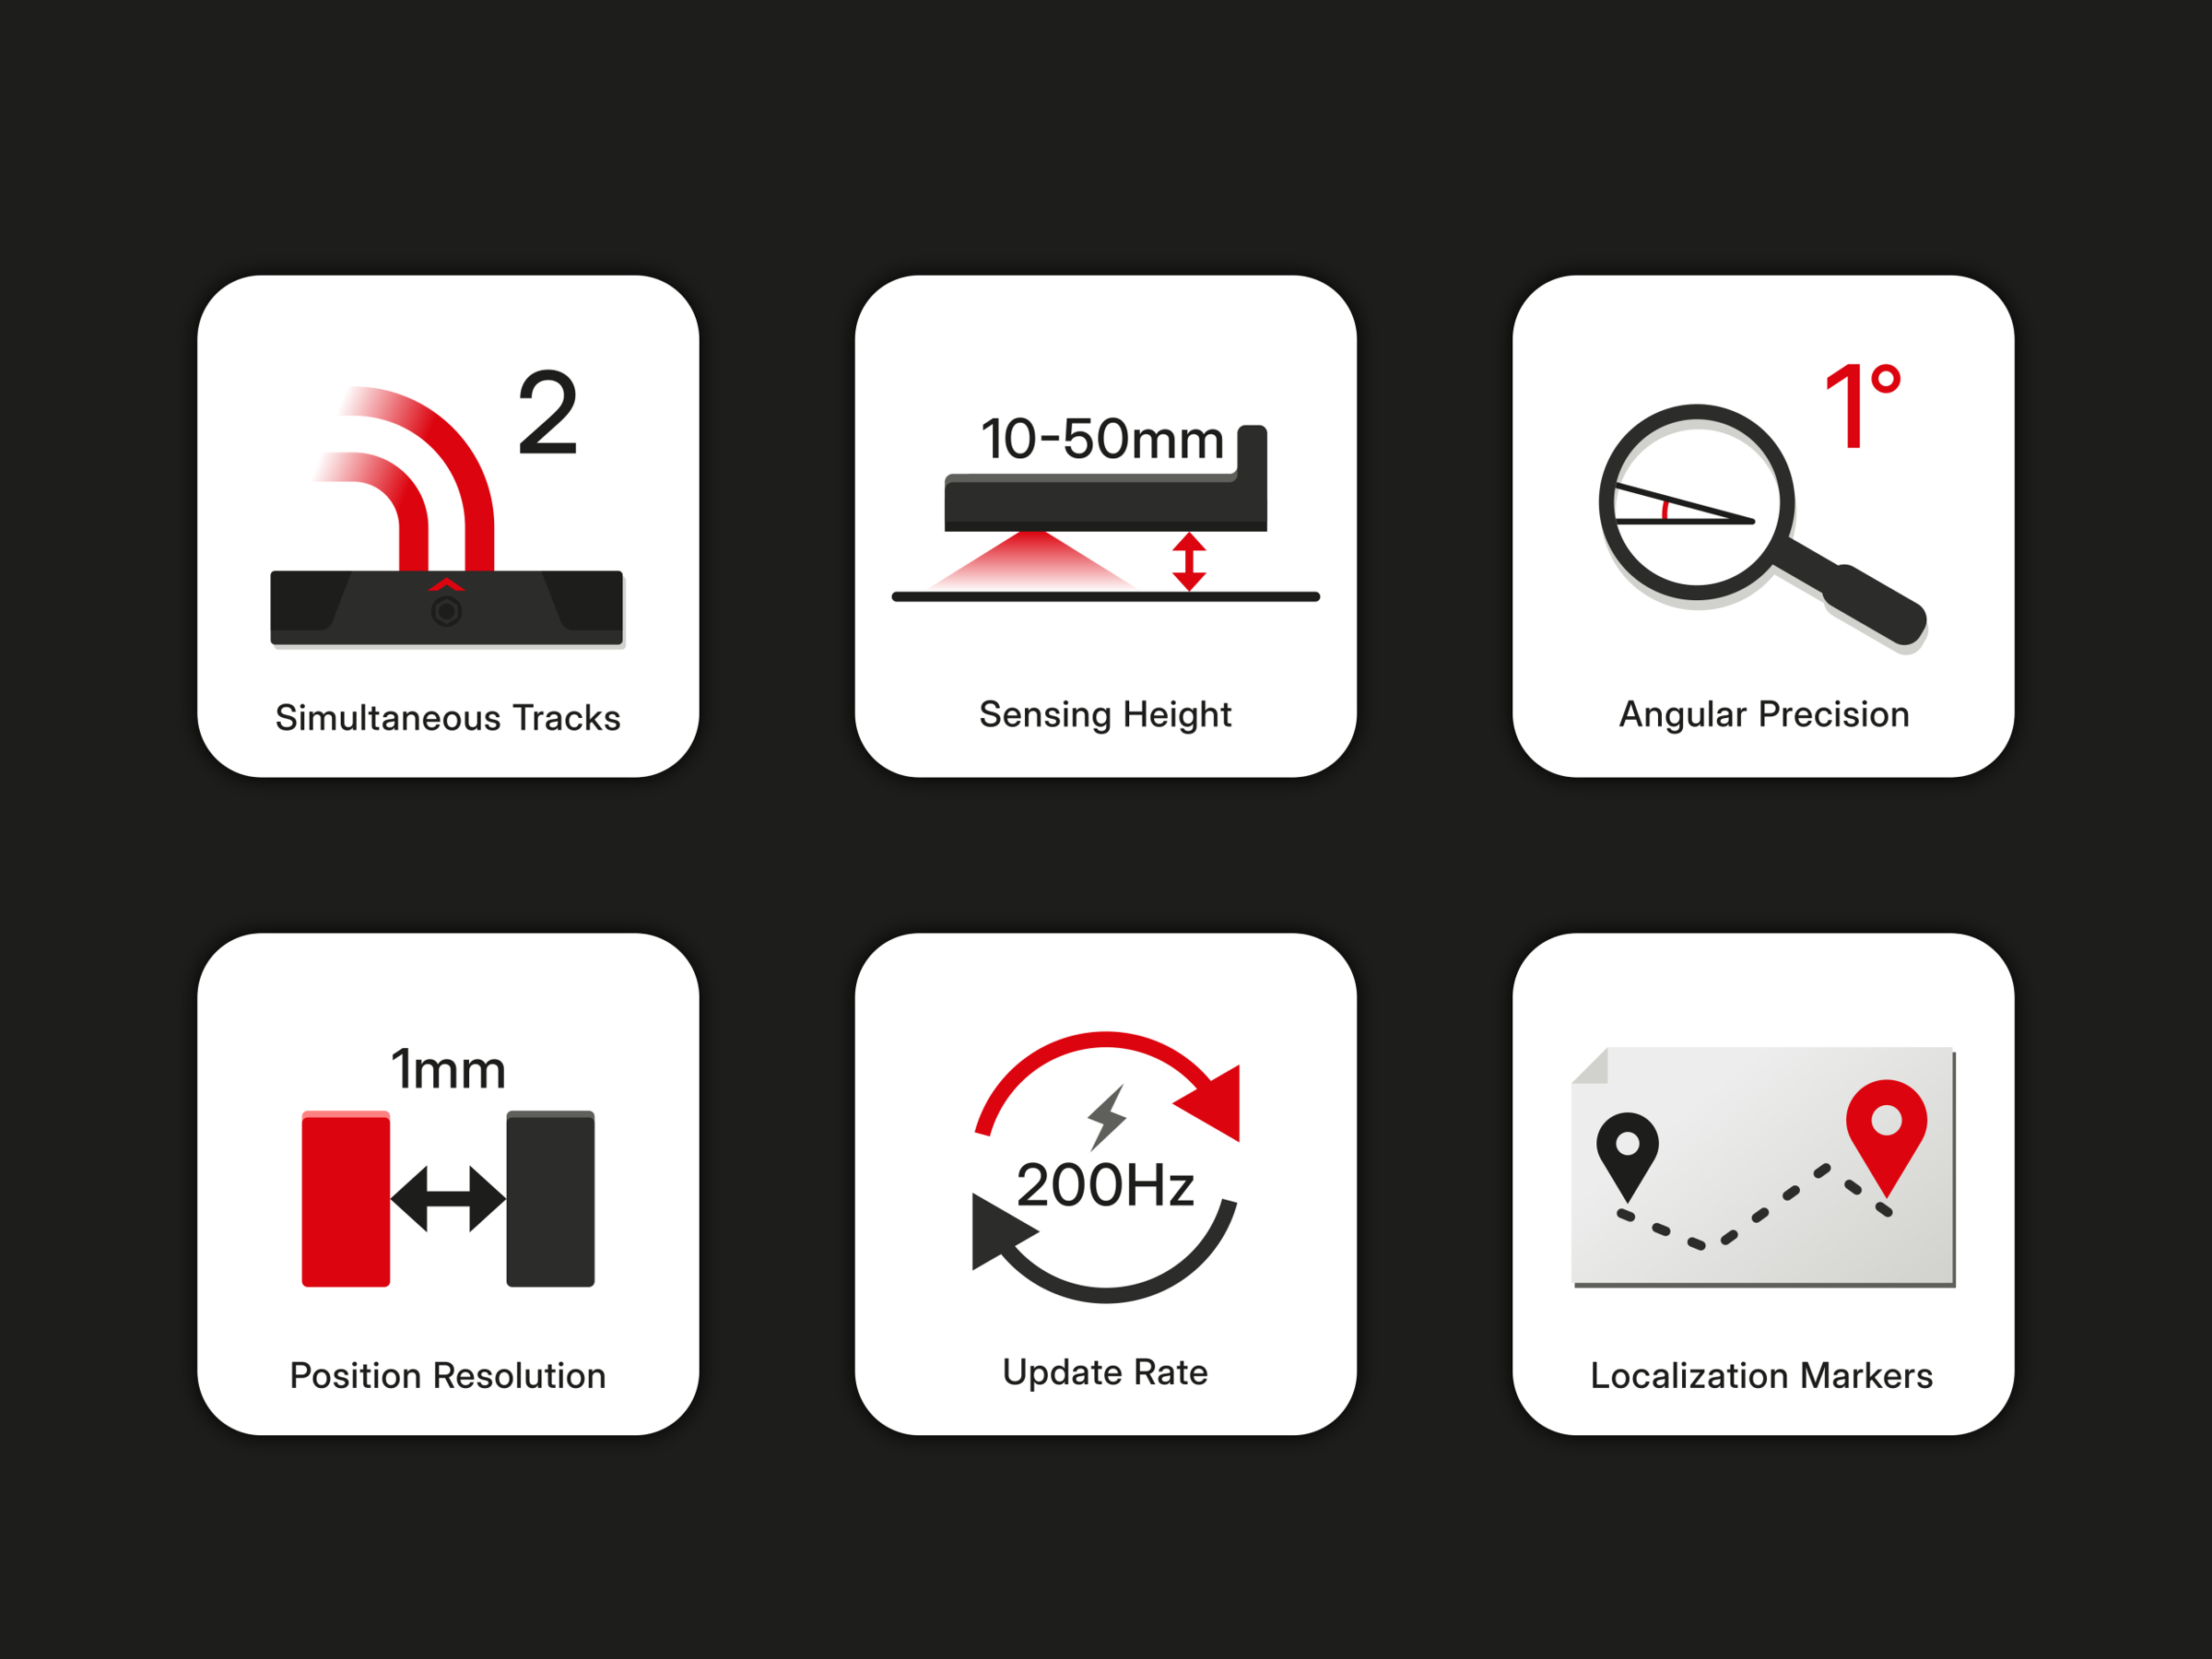 2
Simultaneous Tracks
10-50mm
Sensing Height
1°
Angular Precision
1mm
Position Resolution
200Hz
Update Rate
Localization Markers